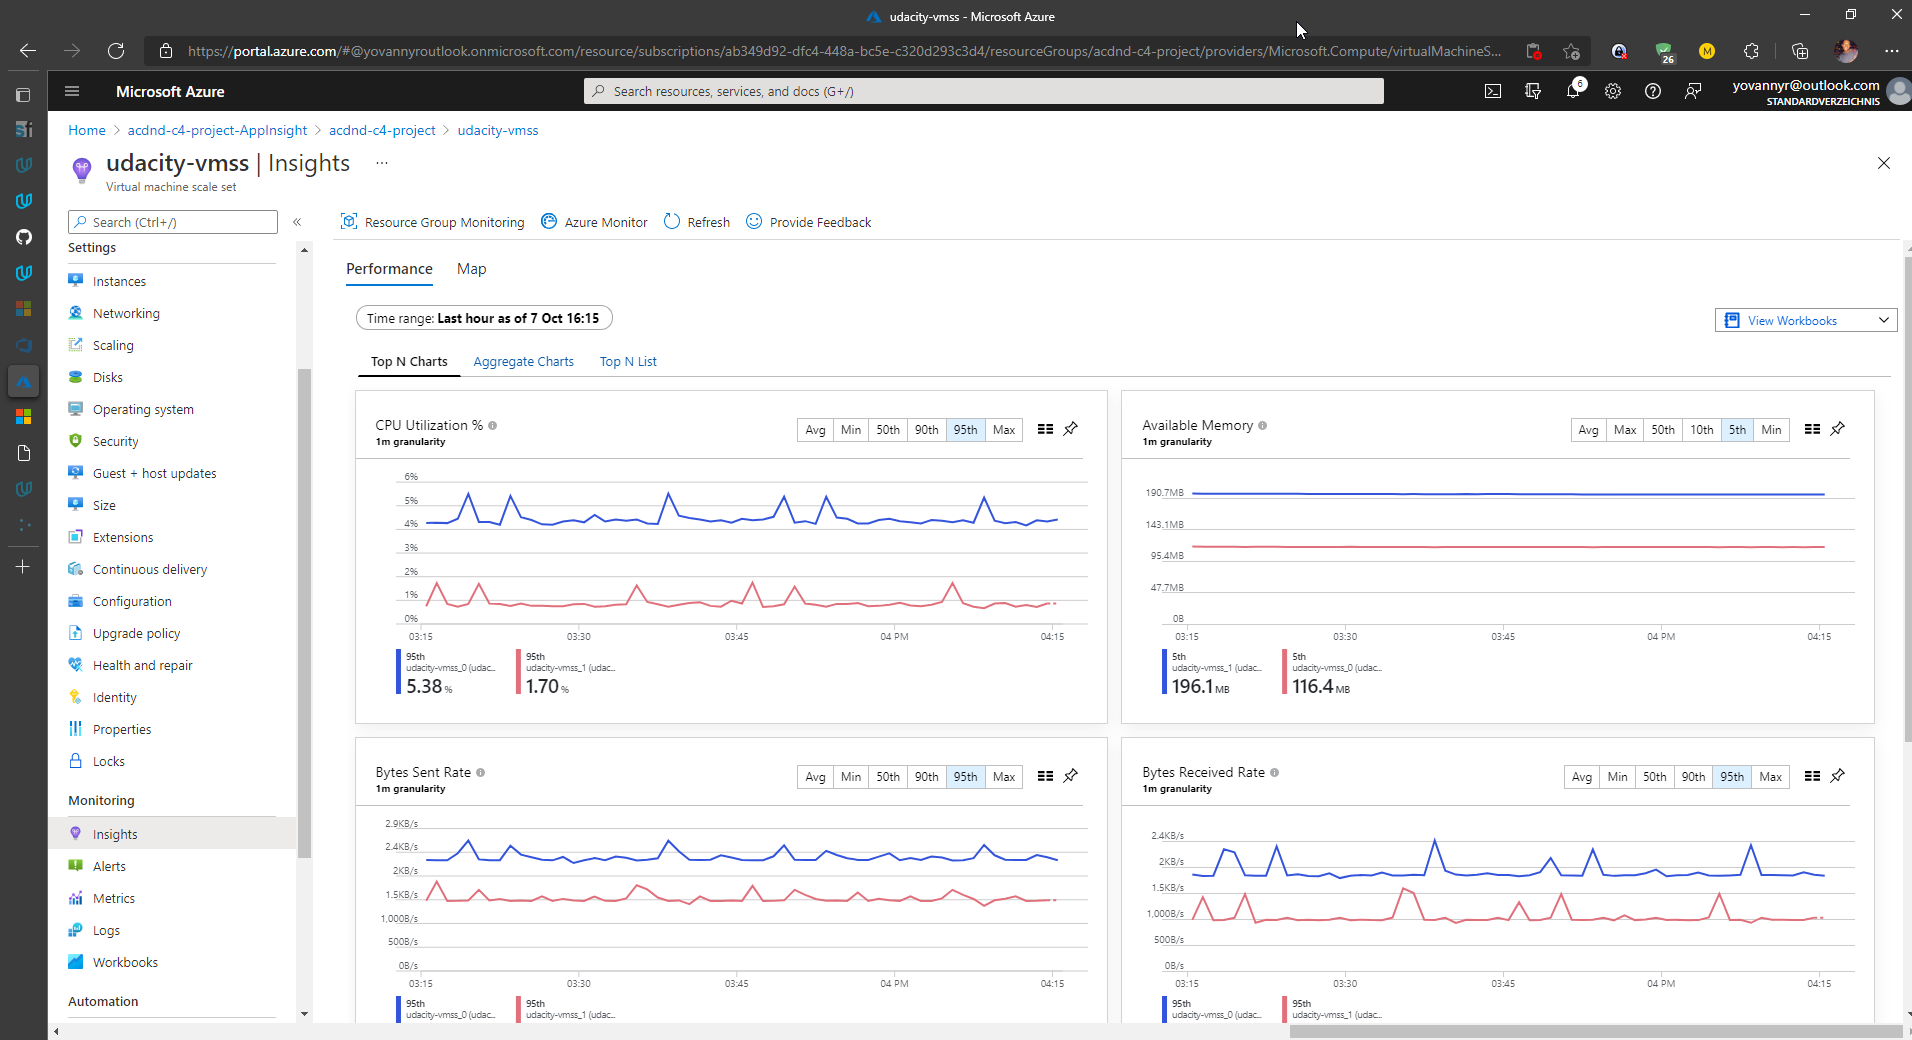 udacity-vmss - Microsoft Azure
https://portal.azure.com/#@yovannyroutlook.onmicrosoft.com/resource/subscriptions/ab349d92-dfc4-448a-bc5e-c320d293c3d4/resourceGroups/acdnd-c4-project/providers/Microsoft.Compute/virtualMachineS...
26
M
Microsoft Azure
Search resources, services, and docs (G+/)
6
yovannyr@outlook.com
STANDARDVERZEICHNIS
Home > acdnd-c4-project-AppInsight > acdnd-c4-project > udacity-vmss
udacity-vmss | Insights ...
Virtual machine scale set
Search (Ctrl+/)
«
Settings
Instances
Networking
Scaling
Disks
Operating system
Security
Guest + host updates
Size
Extensions
Continuous delivery
Configuration
Upgrade policy
Health and repair
Identity
Properties
Locks
Monitoring
Insights
Alerts
Metrics
Logs
Workbooks
Automation
Resource Group Monitoring
Azure Monitor
Refresh
Provide Feedback
Performance
Map
Time range: Last hour as of 7 Oct 16:15
View Workbooks
Top N Charts
Aggregate Charts
Top N List
CPU Utilization %
1m granularity
Avg Min 50th 90th 95th Max
6%
5%
4%
3%
2%
1%
0%
03:15 03:30 03:45 04 PM 04:15
95th
udacity-vmss_0 (udac...
5.38 %
95th
udacity-vmss_1 (udac...
1.70 %
Available Memory
1m granularity
Avg Max 50th 10th 5th Min
190.7MB
143.1MB
95.4MB
47.7MB
0B
03:15 03:30 03:45 04 PM 04:15
5th
udacity-vmss_1 (udac...
196.1 MB
5th
udacity-vmss_0 (udac...
116.4 MB
Bytes Sent Rate
1m granularity
Avg Min 50th 90th 95th Max
2.9KB/s
2.4KB/s
2KB/s
1.5KB/s
1,000B/s
500B/s
0B/s
03:15 03:30 03:45 04 PM 04:15
95th
udacity-vmss_0 (udac...
95th
udacity-vmss_1 (udac...
Bytes Received Rate
1m granularity
Avg Min 50th 90th 95th Max
2.4KB/s
2KB/s
1.5KB/s
1,000B/s
500B/s
0B/s
03:15 03:30 03:45 04 PM 04:15
95th
udacity-vmss_0 (udac...
95th
udacity-vmss_1 (udac...